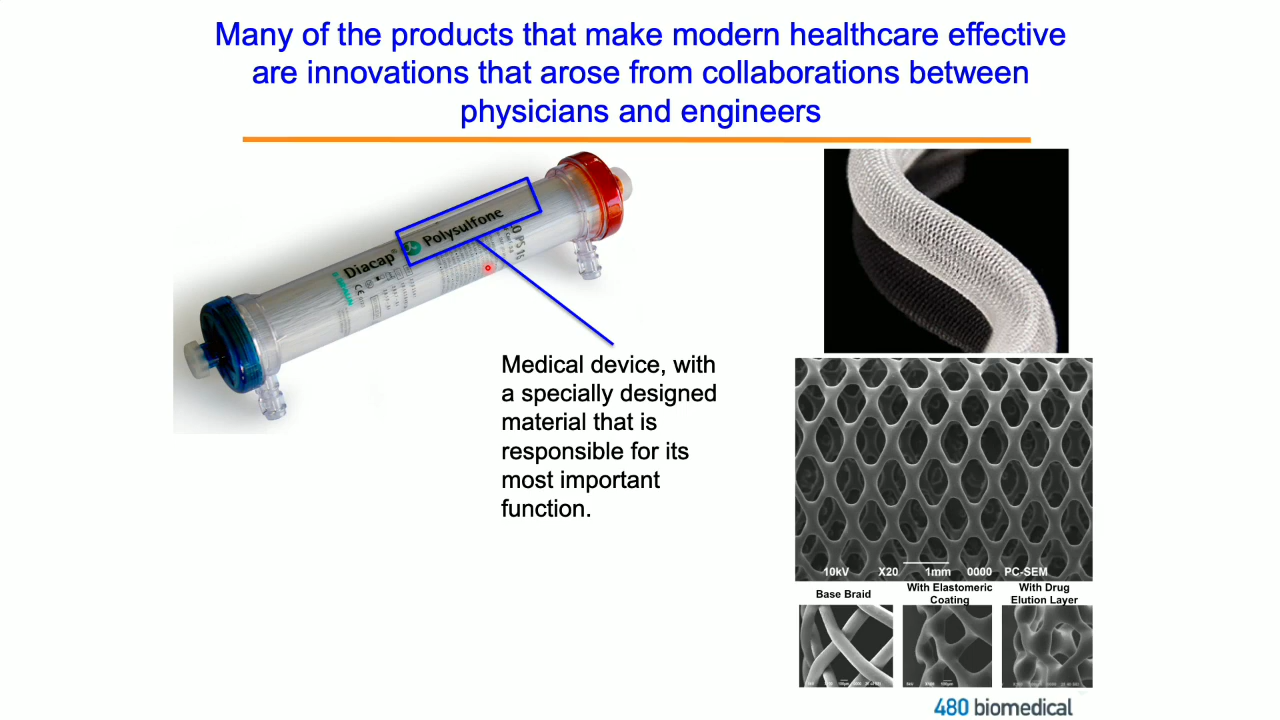 Many of the products that make modern healthcare effective
are innovations that arose from collaborations between
physicians and engineers
Diacap® Polysulfone
Medical device, with
a specially designed
material that is
responsible for its
most important
function.
10kV X20 1mm 0000 PC-SEM
Base Braid
With Elastomeric
Coating
With Drug
Elution Layer
480 biomedical